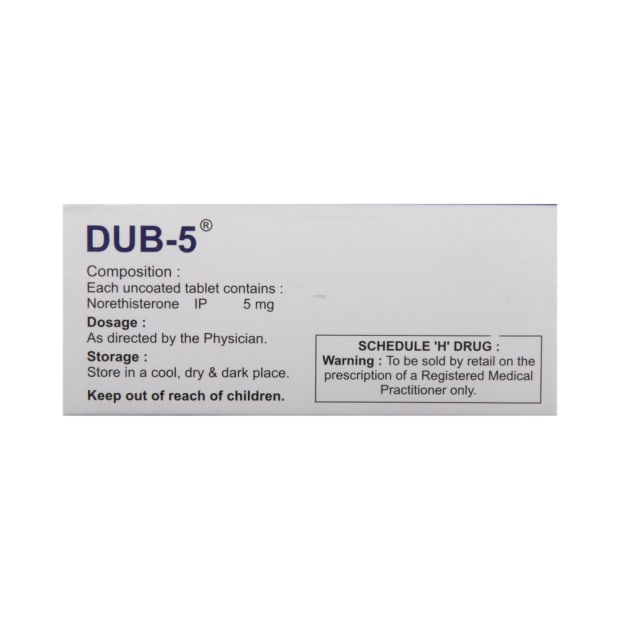 DUB-5®
Composition :
Each uncoated tablet contains :
Norethisterone IP 5 mg
Dosage :
As directed by the Physician.
Storage :
Store in a cool, dry & dark place.
Keep out of reach of children.
SCHEDULE 'H' DRUG :
Warning : To be sold by retail on the
prescription of a Registered Medical
Practitioner only.